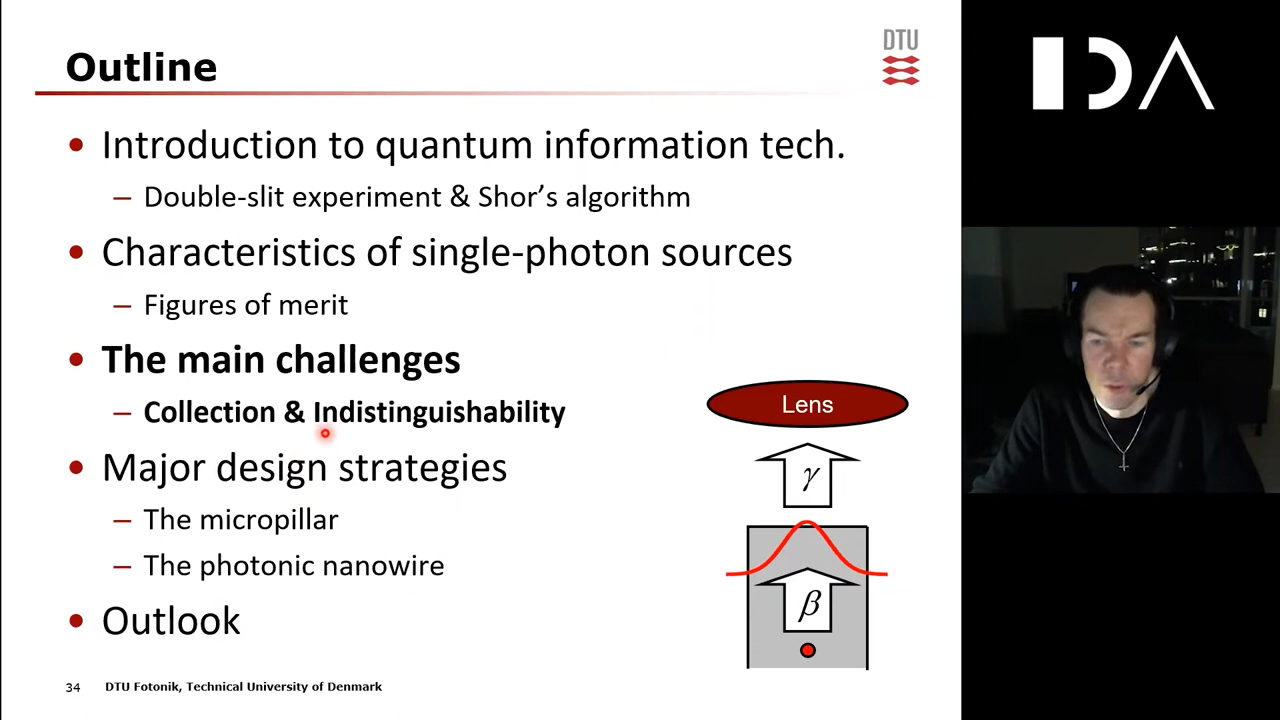 Outline
DTU
IDA
• Introduction to quantum information tech.
– Double-slit experiment & Shor’s algorithm
• Characteristics of single-photon sources
– Figures of merit
• The main challenges
– Collection & Indistinguishability
• Major design strategies
– The micropillar
– The photonic nanowire
• Outlook
Lens
γ
β
34 DTU Fotonik, Technical University of Denmark